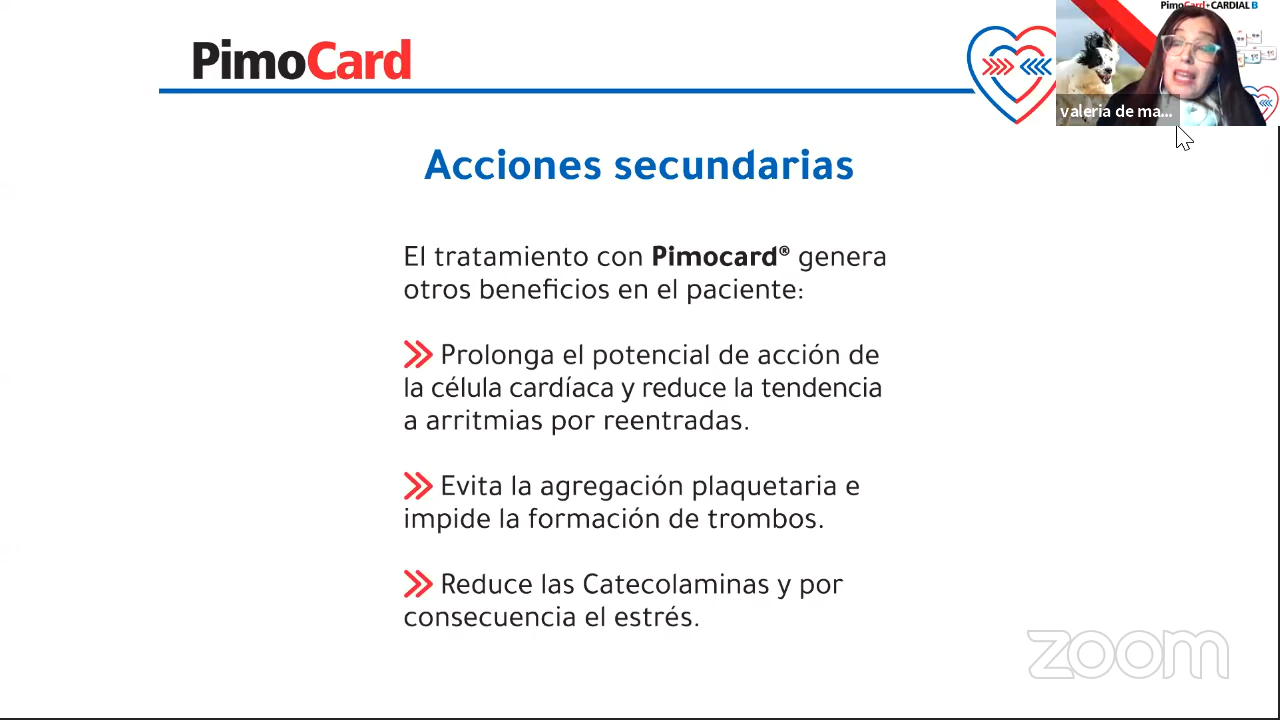 PimoCard
PimoCard+CARDIAL B
valeria de ma...
Acciones secundarias
El tratamiento con Pimocard® genera
otros beneficios en el paciente:
Prolonga el potencial de acción de
la célula cardíaca y reduce la tendencia
a arritmias por reentradas.
Evita la agregación plaquetaria e
impide la formación de trombos.
Reduce las Catecolaminas y por
consecuencia el estrés.
zoom